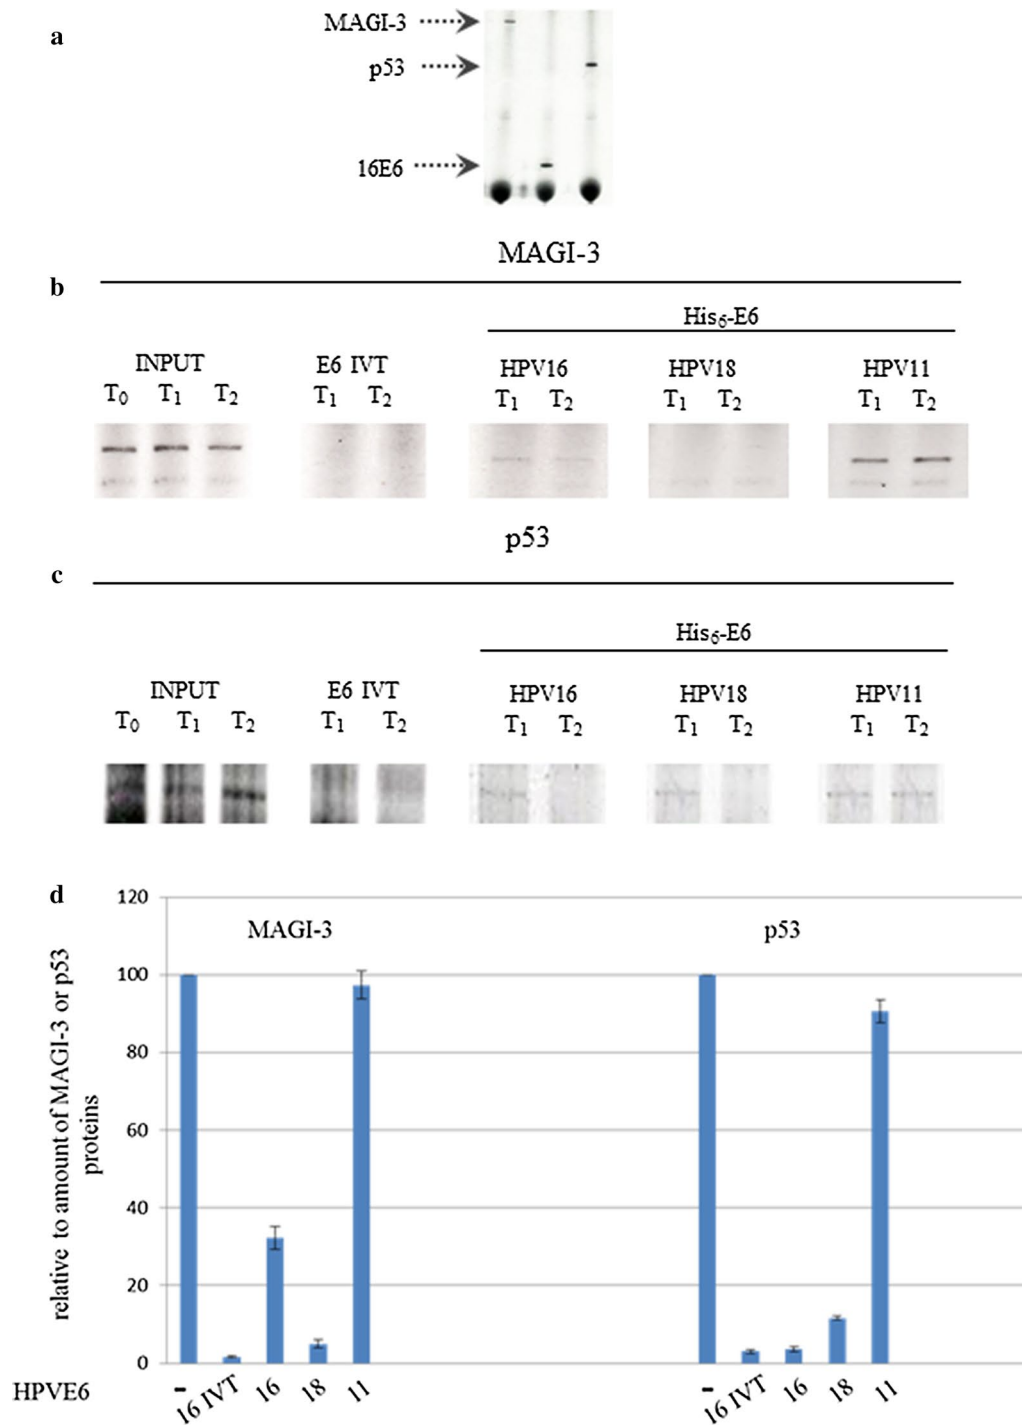 a
MAGI-3
p53
16E6
MAGI-3
b
His6-E6
INPUT E6 IVT HPV16 HPV18 HPV11
T0 T1 T2 T1 T2 T1 T2 T1 T2 T1 T2
p53
c
His6-E6
INPUT E6 IVT HPV16 HPV18 HPV11
T0 T1 T2 T1 T2 T1 T2 T1 T2 T1 T2
d
relative to amount of MAGI-3 or p53
proteins
120
100
80
60
40
20
0
MAGI-3 p53
HPVE6 - 16 IVT 16 18 11 - 16 IVT 16 18 11